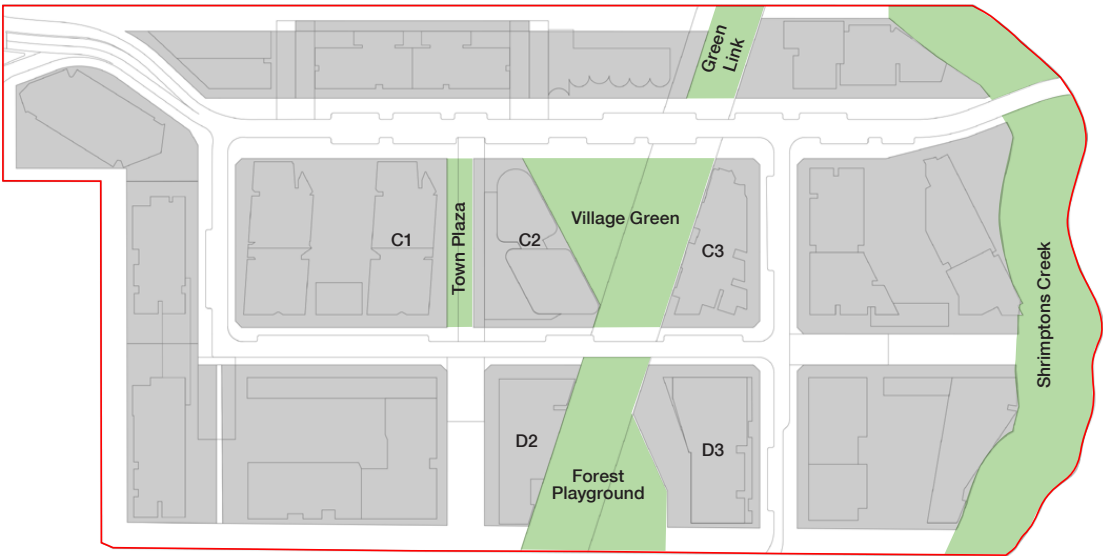 Green
Link
Village Green
C1
Town Plaza
C2
C3
Shrimptons Creek
D2
D3
Forest
Playground